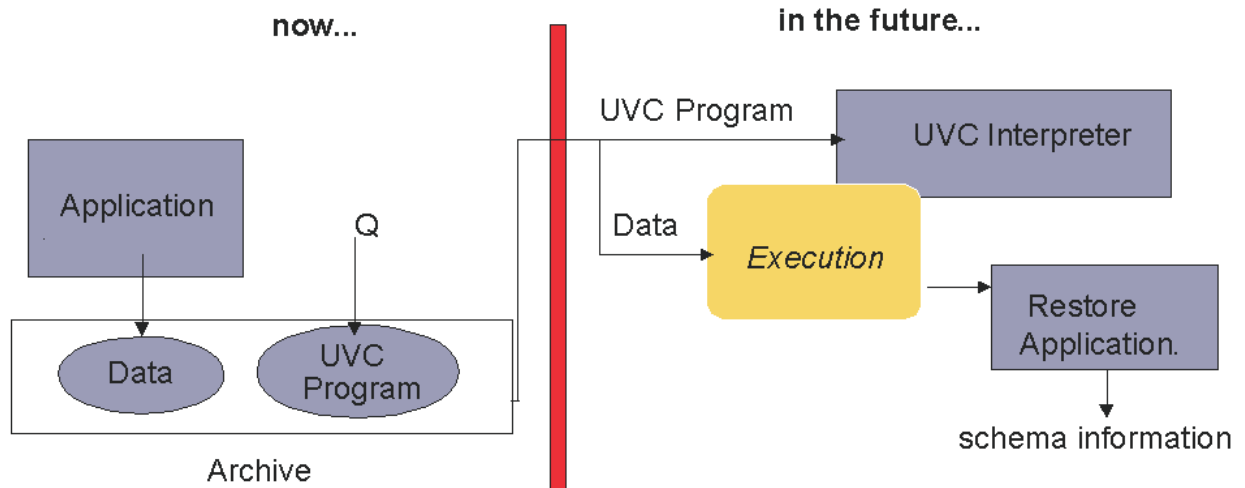 now...
in the future...
Application
Q
Data
UVC
Program
Archive
UVC Program
UVC Interpreter
Data
Execution
Restore
Application.
schema information